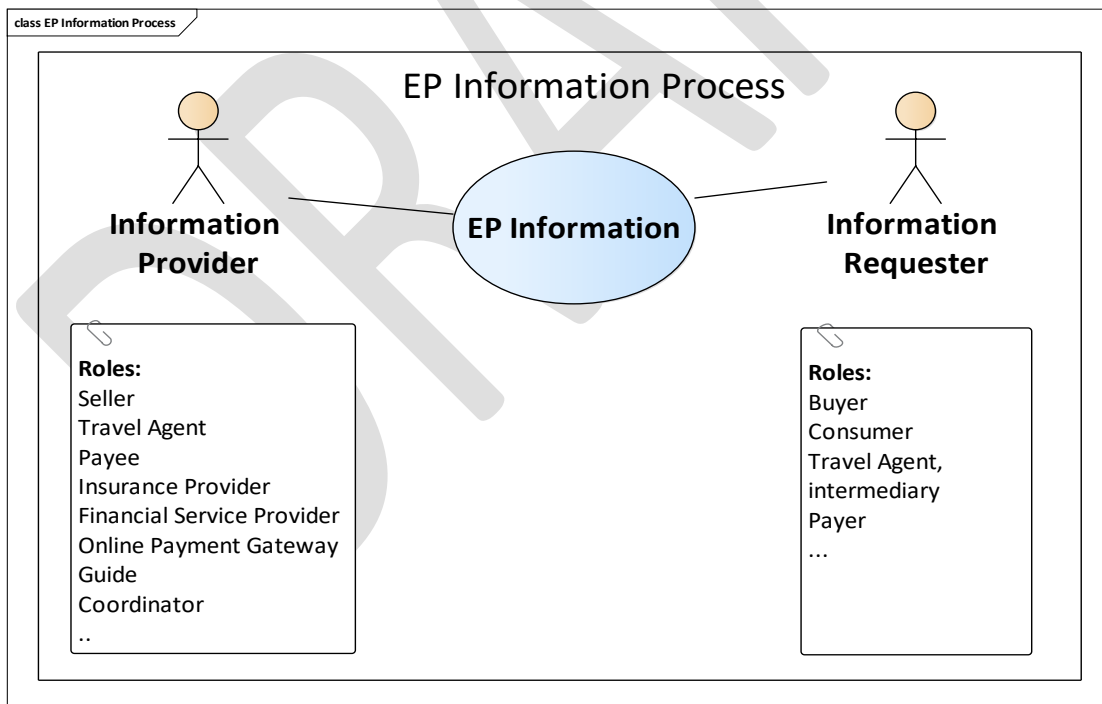 class EP Information Process
EP Information Process
EP Information
Information
Provider
Information
Requester
Roles:
Seller
Travel Agent
Payee
Insurance Provider
Financial Service Provider
Online Payment Gateway
Guide
Coordinator
..
Roles:
Buyer
Consumer
Travel Agent,
intermediary
Payer
...
DRA